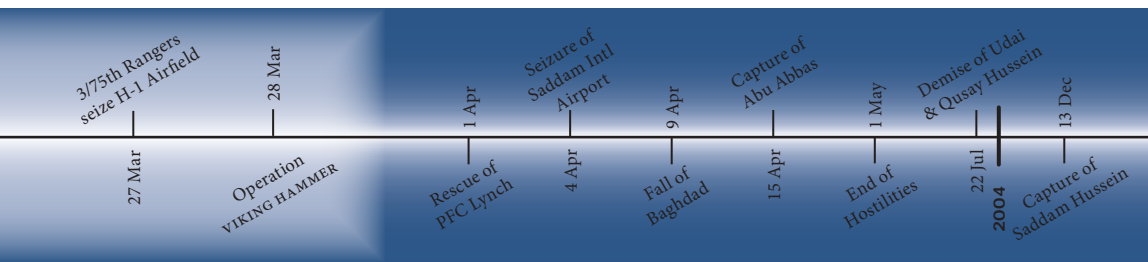 3/75th Rangers
seize H-1 Airfield
27 Mar
28 Mar
Operation
VIKING HAMMER
1 Apr
Rescue of
PFC Lynch
Seizure of
Saddam Intl
Airport
4 Apr
9 Apr
Fall of
Baghdad
Capture of
Abu Abbas
15 Apr
1 May
End of
Hostilities
Demise of Udai
& Qusay Hussein
22 Jul
2004
13 Dec
Capture of
Saddam Hussein